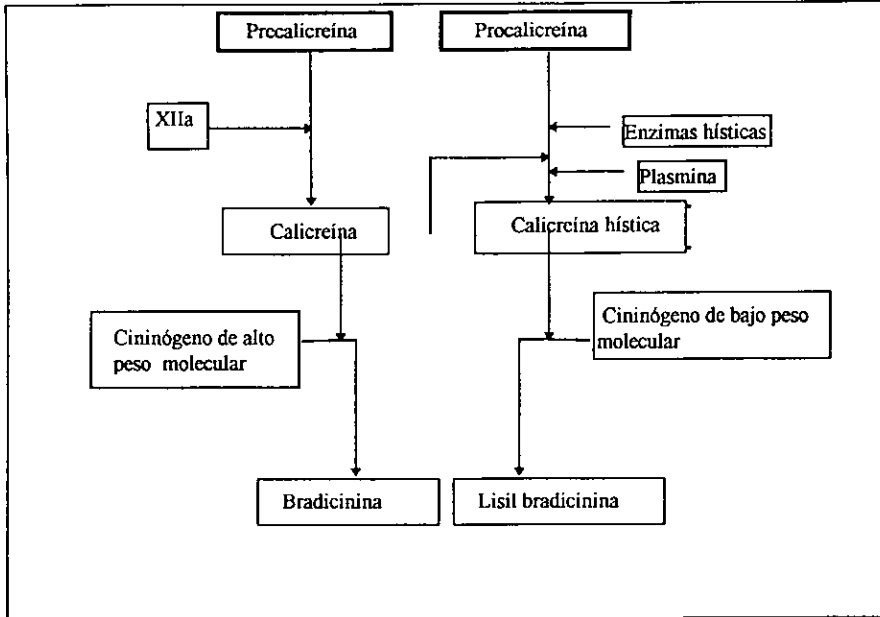 Precalicreína
Procalicreína
XIIa
Enzimas hísticas
Plasmina
Calicreína
Calicreína hística
Cininógeno de alto
peso molecular
Cininógeno de bajo peso
molecular
Bradicinina
Lisil bradicinina